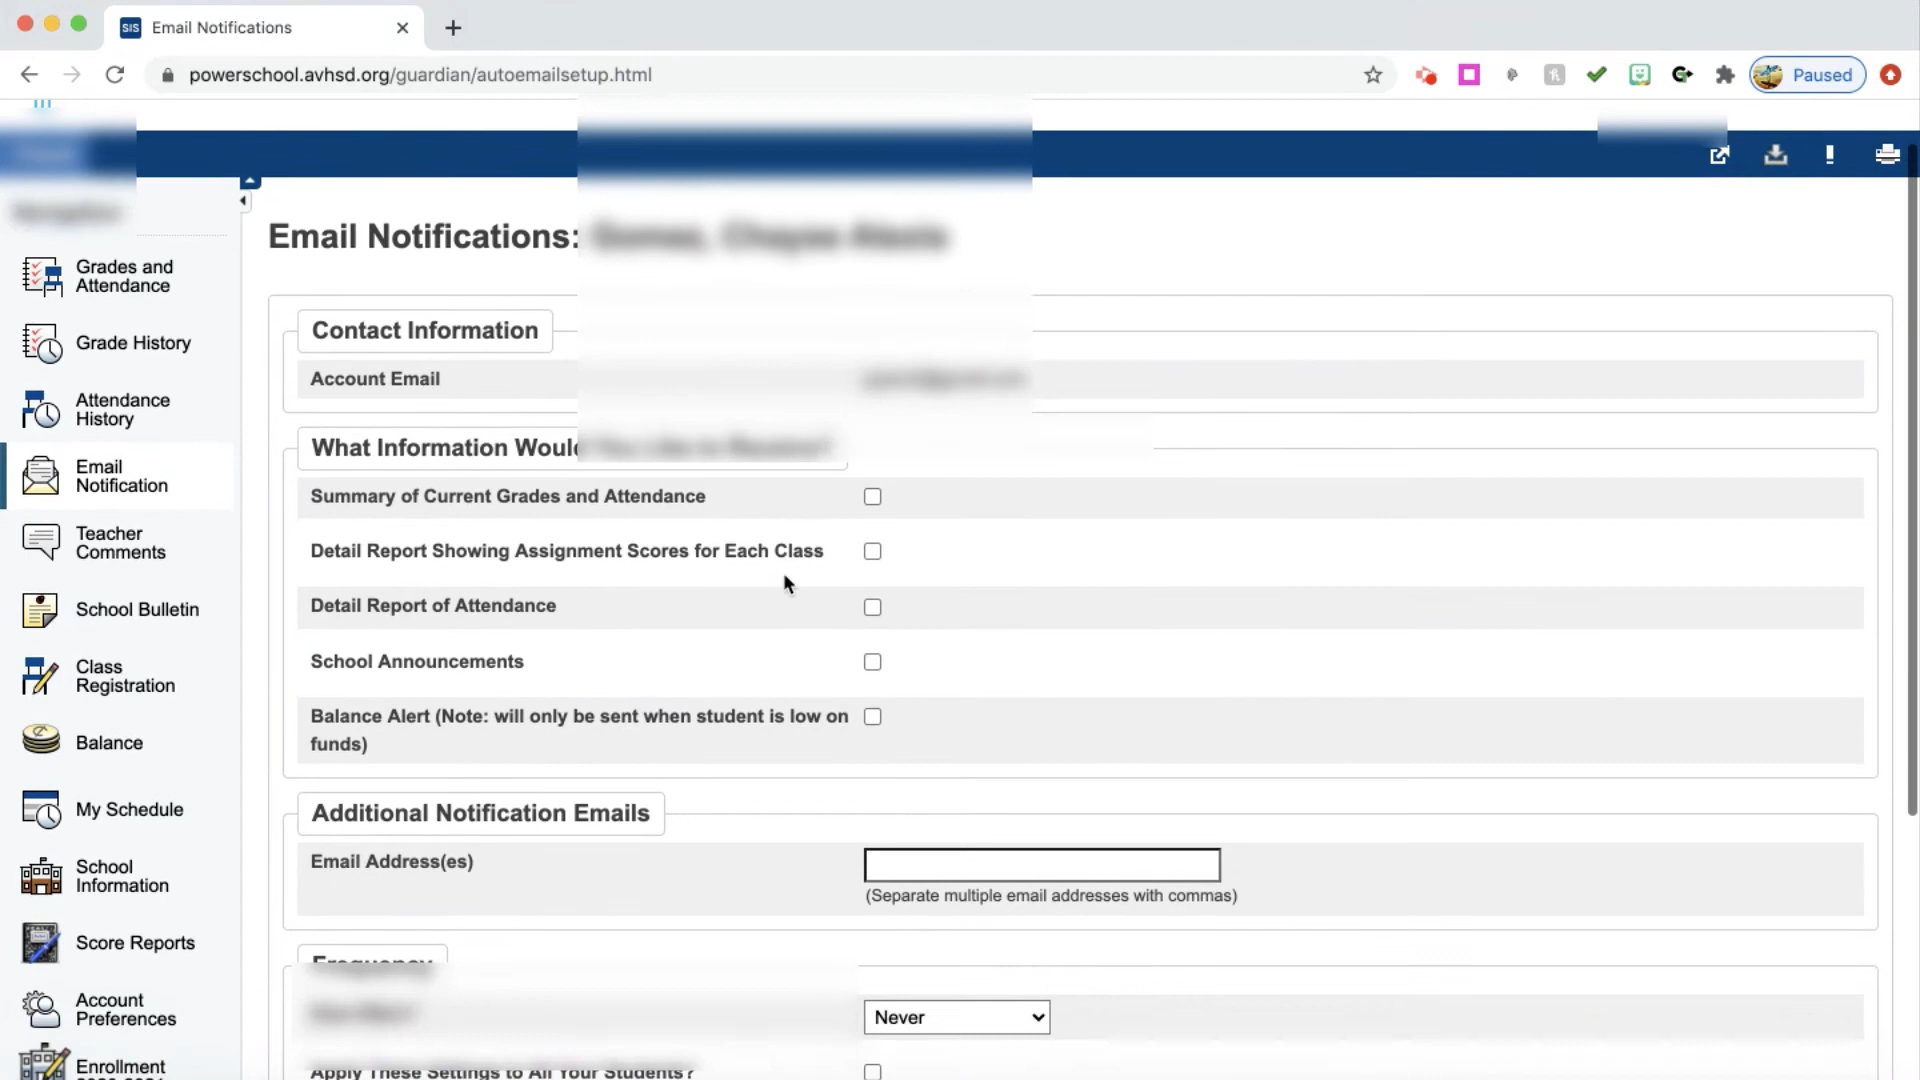 SIS Email Notifications
powerschool.avhsd.org/guardian/autoemailsetup.html
Paused
Email Notifications:
Grades and
Attendance
Grade History
Attendance
History
Email
Notification
Teacher
Comments
School Bulletin
Class
Registration
Balance
My Schedule
School
Information
Score Reports
Account
Preferences
Enrollment
Contact Information
Account Email
What Information Would You Like to Receive?
Summary of Current Grades and Attendance
Detail Report Showing Assignment Scores for Each Class
Detail Report of Attendance
School Announcements
Balance Alert (Note: will only be sent when student is low on
funds)
Additional Notification Emails
Email Address(es)
(Separate multiple email addresses with commas)
Frequency
Never
Apply These Settings to All Your Students?